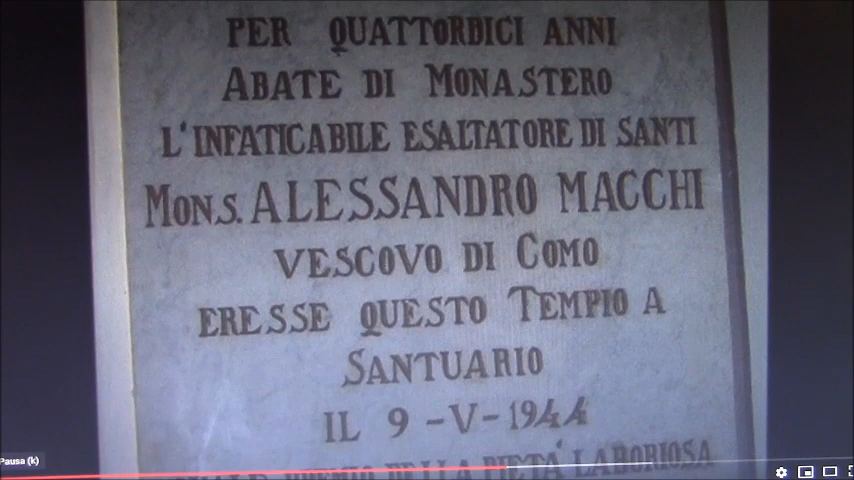 PER QUATTORDICI ANNI
ABATE DI MONASTERO
L'INFATICABILE ESALTATORE DI SANTI
MONS. ALESSANDRO MACCHI
VESCOVO DI COMO
ERESSE QUESTO TEMPIO A
SANTUARIO
IL 9-V-1944
PREMIO DELLA PIETA' LABORIOSA
Pausa (k)